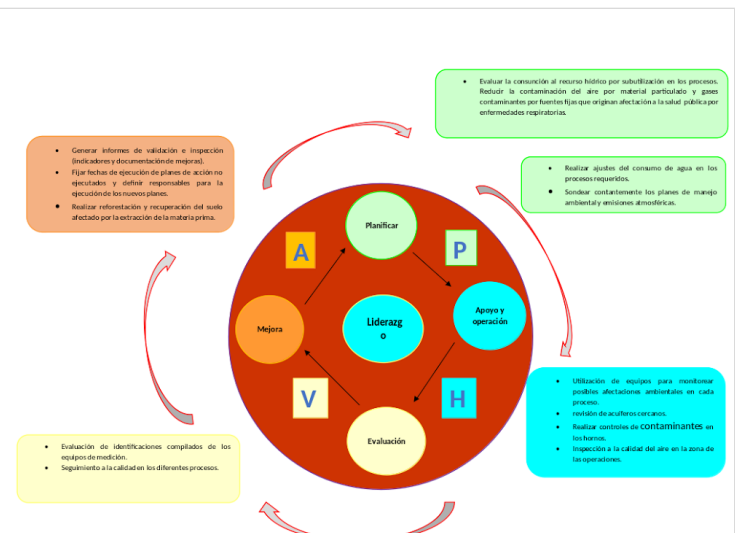 • Evaluar la consunción al recurso hídrico por subutilización en los procesos.
Reducir la contaminación del aire por material particulado y gases
contaminantes por fuentes fijas que originan afectación a la salud pública por
enfermedades respiratorias.
• Generar informes de validación e inspección
(indicadores y documentación de mejoras).
• Fijar fechas de ejecución de planes de acción no
ejecutados y definir responsables para la
ejecución de los nuevos planes.
• Realizar reforestación y recuperación del suelo
afectado por la extracción de la materia prima.
• Realizar ajustes del consumo de agua en los
procesos requeridos.
• Sondear contantemente los planes de manejo
ambiental y emisiones atmosféricas.
Planificar
A
P
Mejora
Liderazg
o
Apoyo y
operación
V
H
Evaluación
• Utilización de equipos para monitorear
posibles afectaciones ambientales en cada
proceso.
• revisión de acuíferos cercanos.
• Realizar controles de contaminantes en
los hornos.
• Inspección a la calidad del aire en la zona de
las operaciones.
• Evaluación de identificaciones compilados de los
equipos de medición.
• Seguimiento a la calidad en los diferentes procesos.